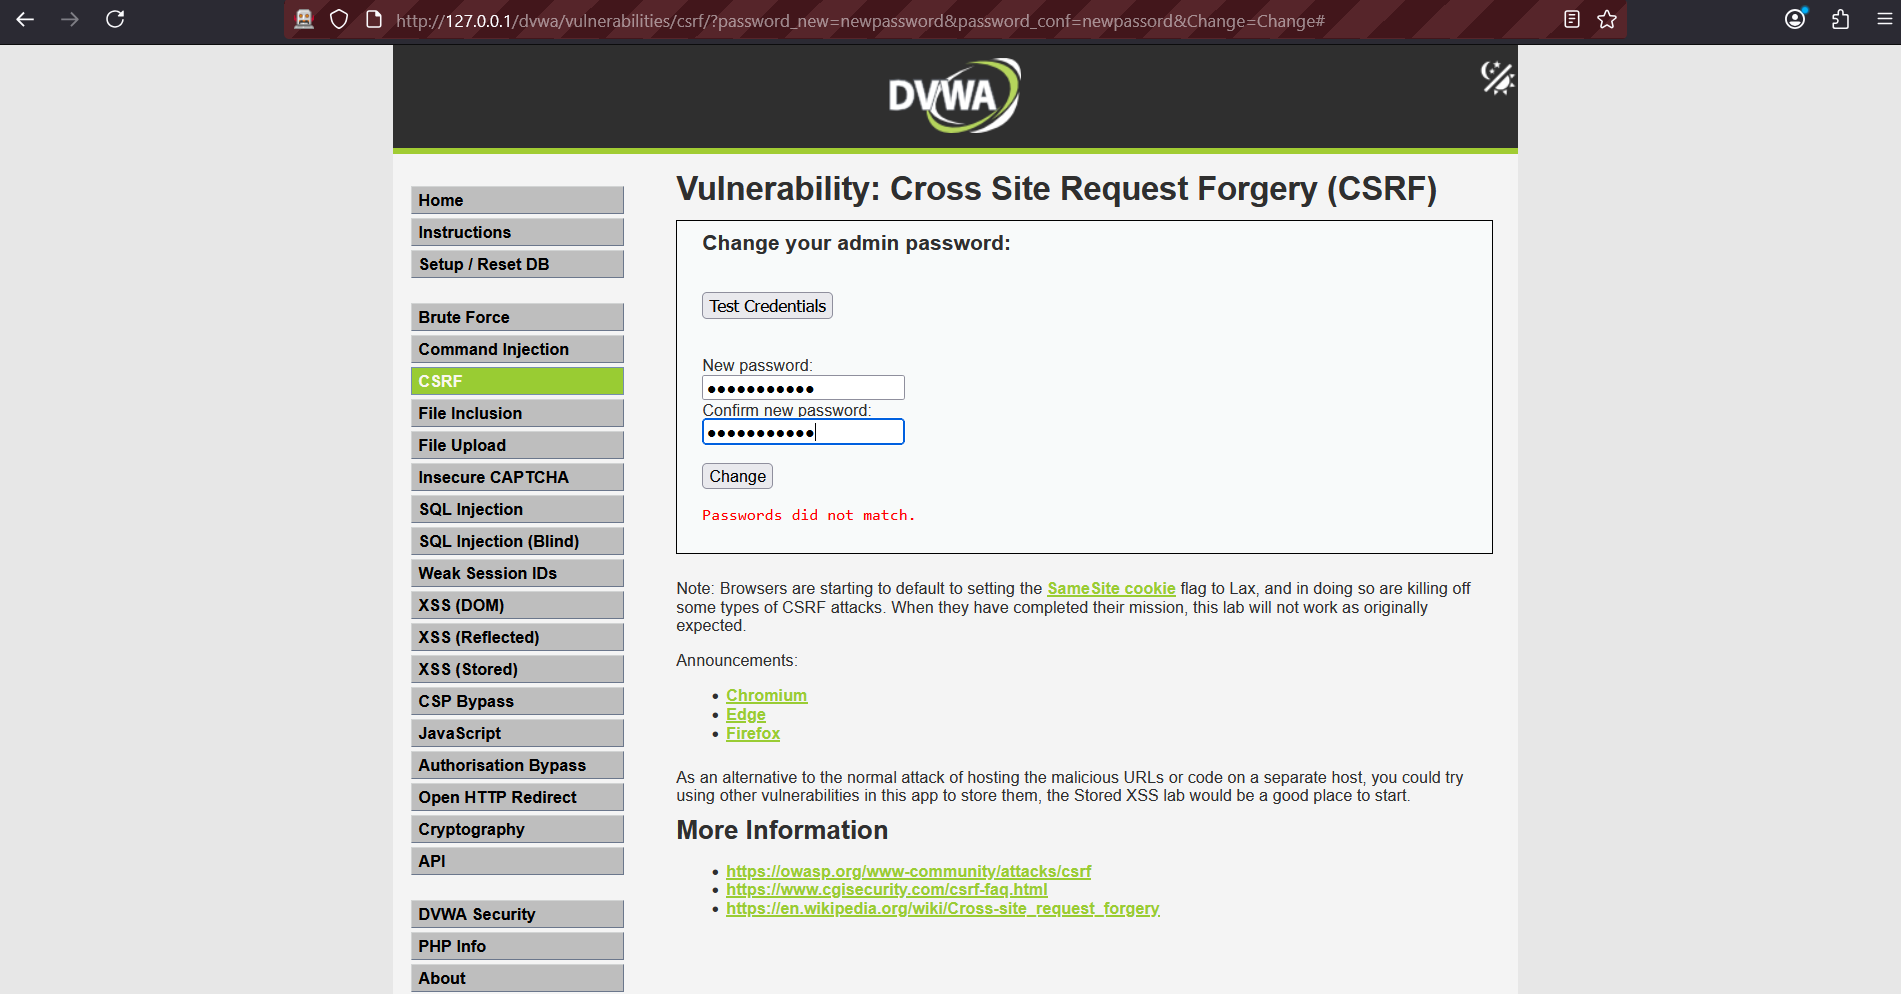 http://127.0.0.1/dvwa/vulnerabilities/csrf/?password_new=newpassword&password_conf=newpassord&Change=Change#
DVWA
Home
Instructions
Setup / Reset DB
Brute Force
Command Injection
CSRF
File Inclusion
File Upload
Insecure CAPTCHA
SQL Injection
SQL Injection (Blind)
Weak Session IDs
XSS (DOM)
XSS (Reflected)
XSS (Stored)
CSP Bypass
JavaScript
Authorisation Bypass
Open HTTP Redirect
Cryptography
API
DVWA Security
PHP Info
About
Vulnerability: Cross Site Request Forgery (CSRF)
Change your admin password:
Test Credentials
New password:
●●●●●●●●●●●
Confirm new password:
●●●●●●●●●●●
Change
Passwords did not match.
Note: Browsers are starting to default to setting the SameSite cookie flag to Lax, and in doing so are killing off
some types of CSRF attacks. When they have completed their mission, this lab will not work as originally
expected.
Announcements:
• Chromium
• Edge
• Firefox
As an alternative to the normal attack of hosting the malicious URLs or code on a separate host, you could try
using other vulnerabilities in this app to store them, the Stored XSS lab would be a good place to start.
More Information
• https://owasp.org/www-community/attacks/csrf
• https://www.cgisecurity.com/csrf-faq.html
• https://en.wikipedia.org/wiki/Cross-site_request_forgery